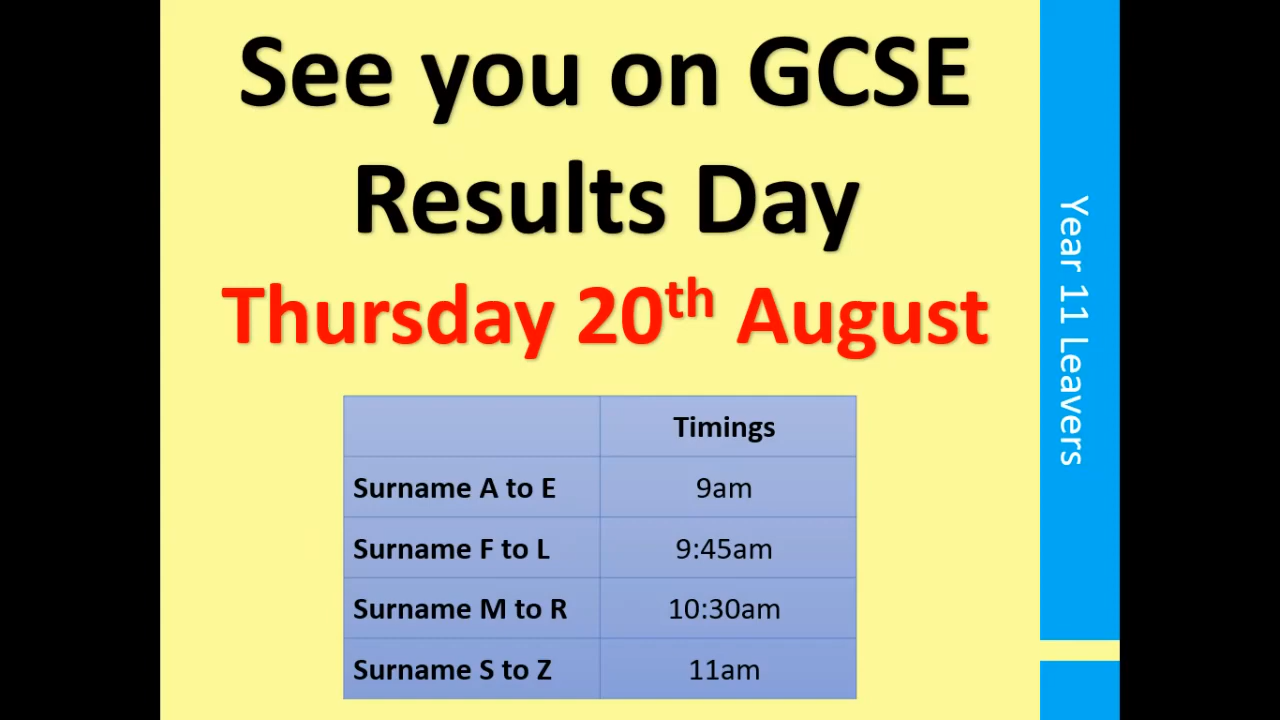 See you on GCSE
Results Day
Thursday 20th August
Timings
Surname A to E 9am
Surname F to L 9:45am
Surname M to R 10:30am
Surname S to Z 11am
Year 11 Leavers